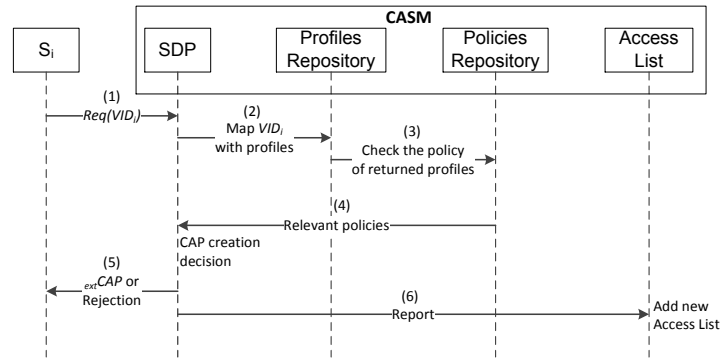 CASM
Sᵢ
SDP
Profiles
Repository
Policies
Repository
Access
List
(1)
Req(VIDᵢ)
(2)
Map VIDᵢ
with profiles
(3)
Check the policy
of returned profiles
(4)
Relevant policies
CAP creation
decision
(5)
ₑₓₜCAP or
Rejection
(6)
Report
Add new
Access List